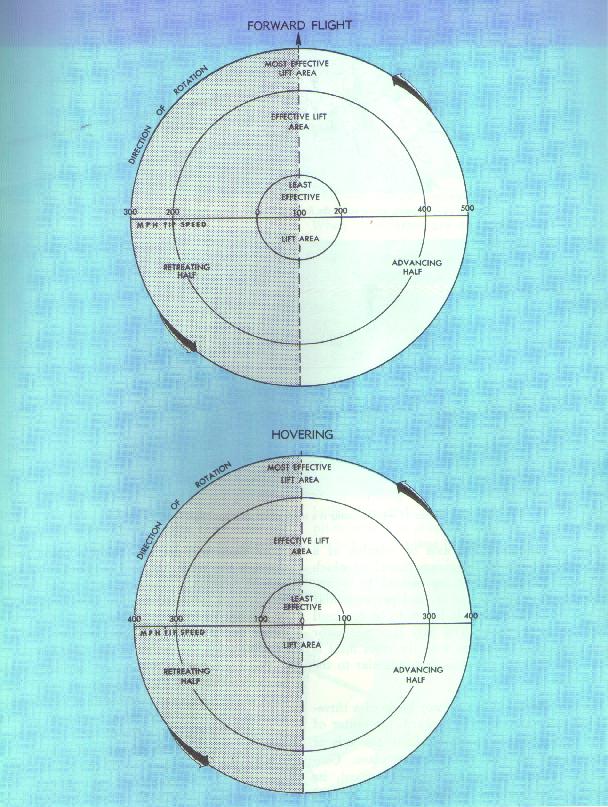 FORWARD FLIGHT
MOST EFFECTIVE
LIFT AREA
DIRECTION OF ROTATION
EFFECTIVE LIFT
AREA
LEAST
EFFECTIVE
300 200 0 100 200 400 500
MPH TIP SPEED
LIFT AREA
RETREATING
HALF
ADVANCING
HALF
HOVERING
MOST EFFECTIVE
LIFT AREA
DIRECTION OF ROTATION
EFFECTIVE LIFT
AREA
LEAST
EFFECTIVE
400 300 100 0 100 300 400
MPH TIP SPEED
LIFT AREA
RETREATING
HALF
ADVANCING
HALF